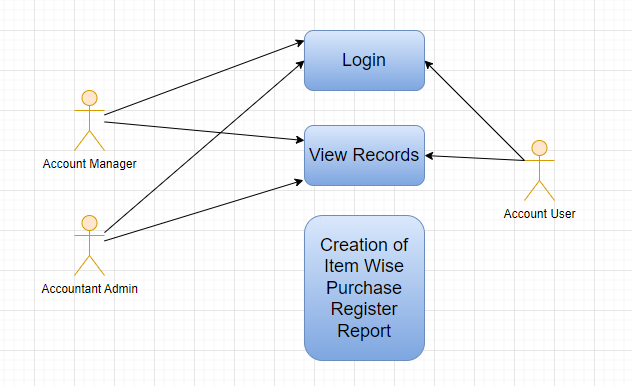 Login
Account Manager
View Records
Account User
Accountant Admin
Creation of
Item Wise
Purchase
Register
Report